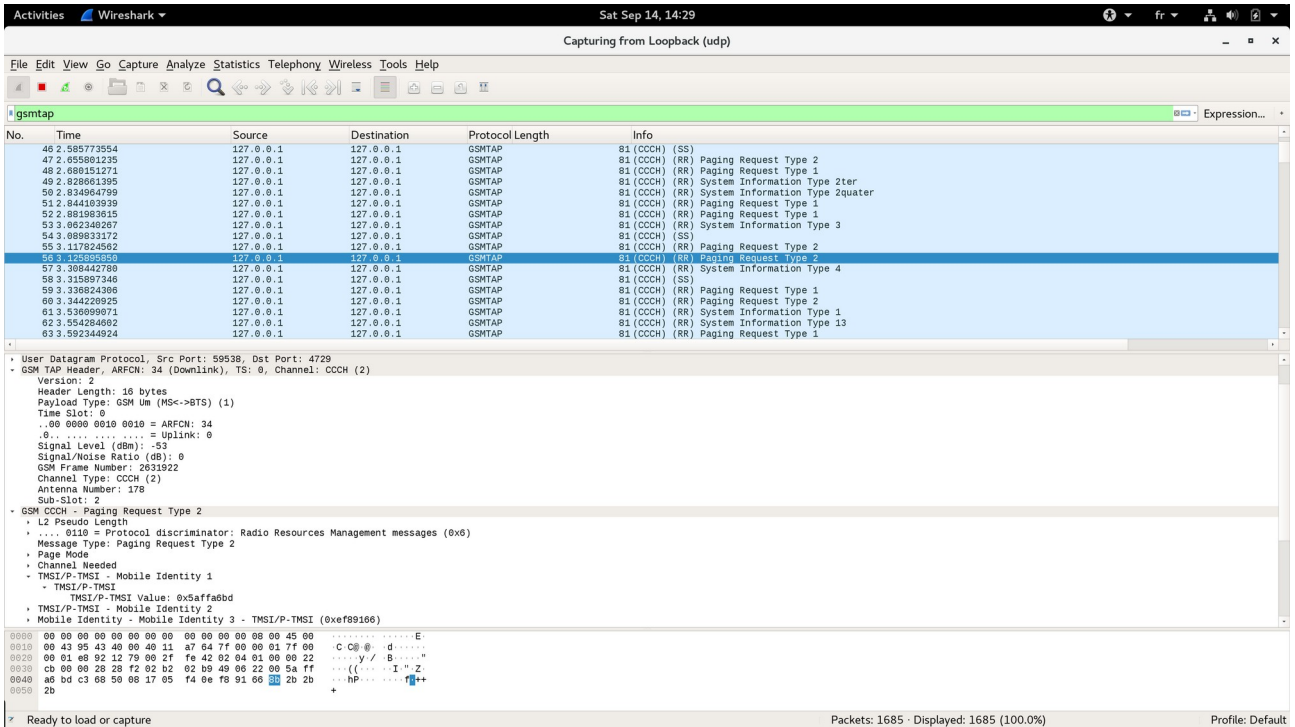 Activities Wireshark Sat Sep 14, 14:29 fr
Capturing from Loopback (udp)
File Edit View Go Capture Analyze Statistics Telephony Wireless Tools Help
gsmtap Expression... +
No. Time Source Destination Protocol Length Info
46 2.585773554 127.0.0.1 127.0.0.1 GSMTAP 81 (CCCH) (SS)
47 2.655801235 127.0.0.1 127.0.0.1 GSMTAP 81 (CCCH) (RR) Paging Request Type 2
48 2.680151271 127.0.0.1 127.0.0.1 GSMTAP 81 (CCCH) (RR) Paging Request Type 1
49 2.828661395 127.0.0.1 127.0.0.1 GSMTAP 81 (CCCH) (RR) System Information Type 2ter
50 2.834964799 127.0.0.1 127.0.0.1 GSMTAP 81 (CCCH) (RR) System Information Type 2quater
51 2.844103939 127.0.0.1 127.0.0.1 GSMTAP 81 (CCCH) (RR) Paging Request Type 1
52 2.881983615 127.0.0.1 127.0.0.1 GSMTAP 81 (CCCH) (RR) Paging Request Type 1
53 3.062340267 127.0.0.1 127.0.0.1 GSMTAP 81 (CCCH) (RR) System Information Type 3
54 3.089833172 127.0.0.1 127.0.0.1 GSMTAP 81 (CCCH) (SS)
55 3.117824562 127.0.0.1 127.0.0.1 GSMTAP 81 (CCCH) (RR) Paging Request Type 2
56 3.125895850 127.0.0.1 127.0.0.1 GSMTAP 81 (CCCH) (RR) Paging Request Type 2
57 3.308442780 127.0.0.1 127.0.0.1 GSMTAP 81 (CCCH) (RR) System Information Type 4
58 3.315897346 127.0.0.1 127.0.0.1 GSMTAP 81 (CCCH) (SS)
59 3.336824306 127.0.0.1 127.0.0.1 GSMTAP 81 (CCCH) (RR) Paging Request Type 1
60 3.344220925 127.0.0.1 127.0.0.1 GSMTAP 81 (CCCH) (RR) Paging Request Type 2
61 3.536099071 127.0.0.1 127.0.0.1 GSMTAP 81 (CCCH) (RR) System Information Type 1
62 3.554284602 127.0.0.1 127.0.0.1 GSMTAP 81 (CCCH) (RR) System Information Type 13
63 3.592344924 127.0.0.1 127.0.0.1 GSMTAP 81 (CCCH) (RR) Paging Request Type 1
User Datagram Protocol, Src Port: 59538, Dst Port: 4729
GSM TAP Header, ARFCN: 34 (Downlink), TS: 0, Channel: CCCH (2)
Version: 2
Header Length: 16 bytes
Payload Type: GSM Um (MS<->BTS) (1)
Time Slot: 0
..00 0000 0010 0010 = ARFCN: 34
.0.. .... .... .... = Uplink: 0
Signal Level (dBm): -53
Signal/Noise Ratio (dB): 0
GSM Frame Number: 2631922
Channel Type: CCCH (2)
Antenna Number: 178
Sub-Slot: 2
GSM CCCH - Paging Request Type 2
L2 Pseudo Length
.... 0110 = Protocol discriminator: Radio Resources Management messages (0x6)
Message Type: Paging Request Type 2
Page Mode
Channel Needed
TMSI/P-TMSI - Mobile Identity 1
TMSI/P-TMSI
TMSI/P-TMSI Value: 0x5affa6bd
TMSI/P-TMSI - Mobile Identity 2
Mobile Identity - Mobile Identity 3 - TMSI/P-TMSI (0xef89166)
0000 00 00 00 00 00 00 00 00 00 00 00 00 08 00 45 00 ········ ······E·
0010 00 43 95 43 40 00 40 11 a7 64 7f 00 00 01 7f 00 ·C·C@·@· ·d······
0020 00 01 e8 92 12 79 00 2f fe 42 02 04 01 00 00 22 ·····y·/ ·B·····"
0030 cb 00 00 28 28 f2 02 b2 02 b9 49 06 22 00 5a ff ···((··· ··I·"·Z·
0040 a6 bd c3 68 50 08 17 05 f4 0e f8 91 66 8b 2b 2b ···hP··· ····f·++
0050 2b +
Ready to load or capture Packets: 1685 · Displayed: 1685 (100.0%) Profile: Default